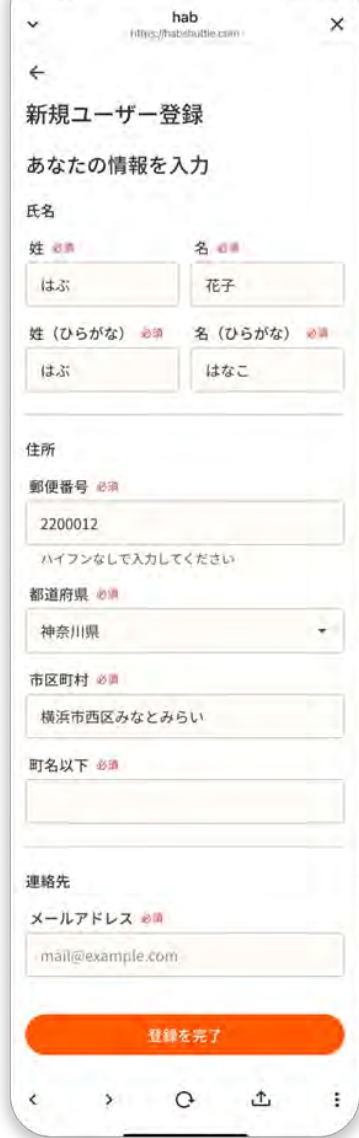 hab
https://habshuttle.com
新規ユーザー登録
あなたの情報を入力
氏名
姓 必須 名 必須
はぶ 花子
姓（ひらがな） 必須 名（ひらがな） 必須
はぶ はなこ
住所
郵便番号 必須
2200012
ハイフンなしで入力してください
都道府県 必須
神奈川県
市区町村 必須
横浜市西区みなとみらい
町名以下 必須
連絡先
メールアドレス 必須
mail@example.com
登録を完了